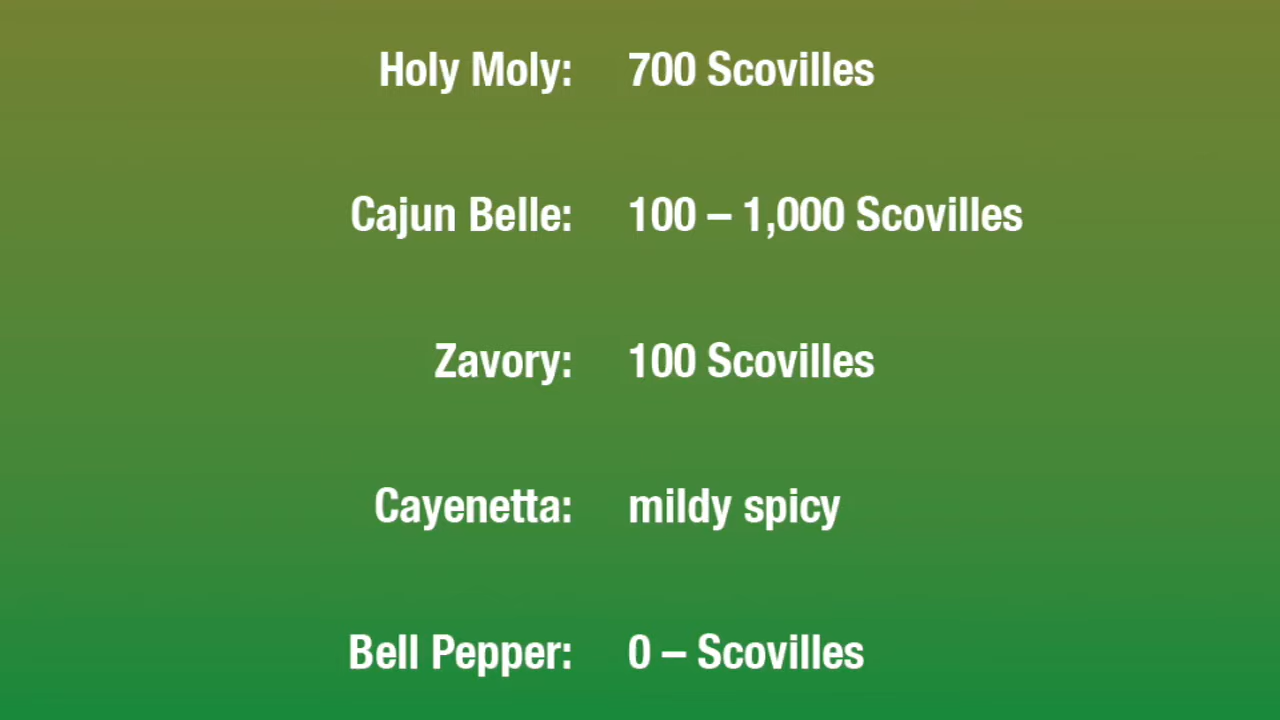 Holy Moly: 700 Scovilles
Cajun Belle: 100 – 1,000 Scovilles
Zavory: 100 Scovilles
Cayenetta: mildy spicy
Bell Pepper: 0 – Scovilles